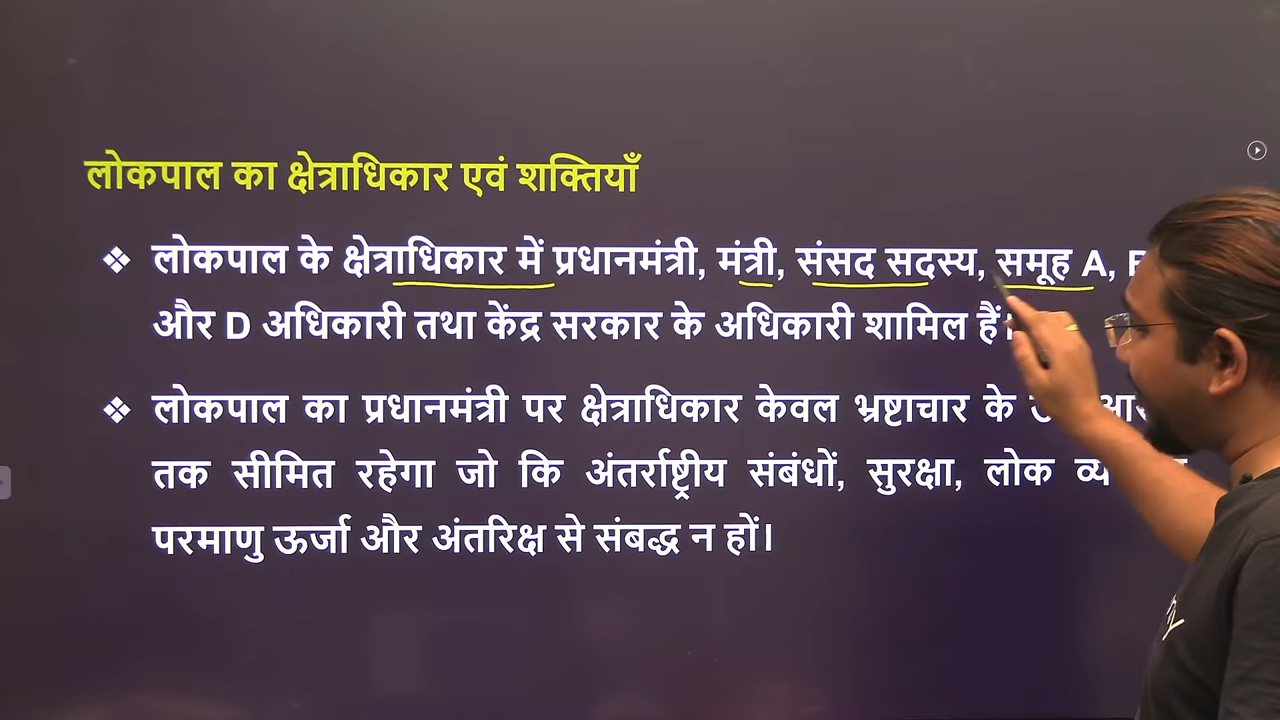 लोकपाल का क्षेत्राधिकार एवं शक्तियाँ
❖ लोकपाल के क्षेत्राधिकार में प्रधानमंत्री, मंत्री, संसद सदस्य, समूह A,
और D अधिकारी तथा केंद्र सरकार के अधिकारी शामिल हैं।
❖ लोकपाल का प्रधानमंत्री पर क्षेत्राधिकार केवल भ्रष्टाचार के
तक सीमित रहेगा जो कि अंतर्राष्ट्रीय संबंधों, सुरक्षा, लोक
परमाणु ऊर्जा और अंतरिक्ष से संबद्ध न हों।